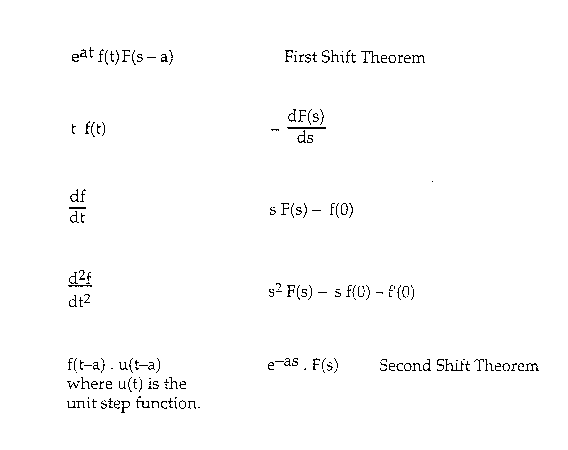 e^at f(t)F(s – a) First Shift Theorem
t f(t) – dF(s)/ds
df/dt s F(s) – f(0)
d²f/dt² s² F(s) – s f(0) – f'(0)
f(t–a) . u(t–a) e^–as . F(s) Second Shift Theorem
where u(t) is the
unit step function.